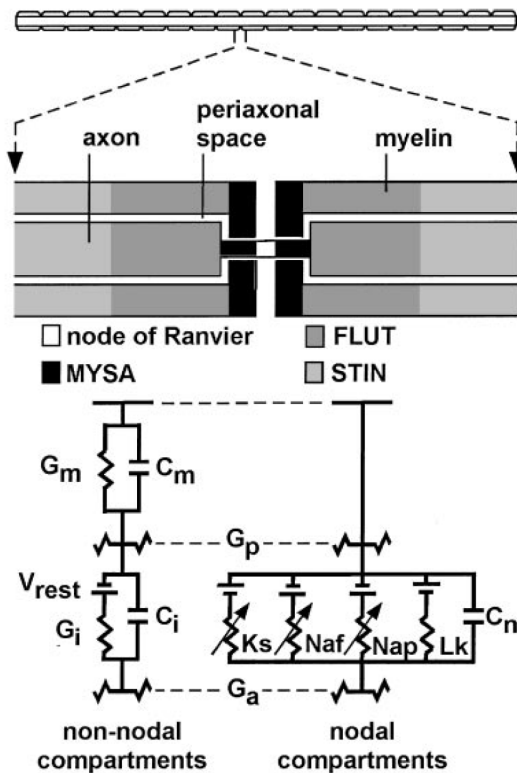 periaxonal
space
axon
myelin
node of Ranvier
FLUT
MYSA
STIN
Gm
Cm
Gp
Vrest
Gi
Ci
Ks
Naf
Nap
Lk
Cn
Ga
non-nodal
compartments
nodal
compartments